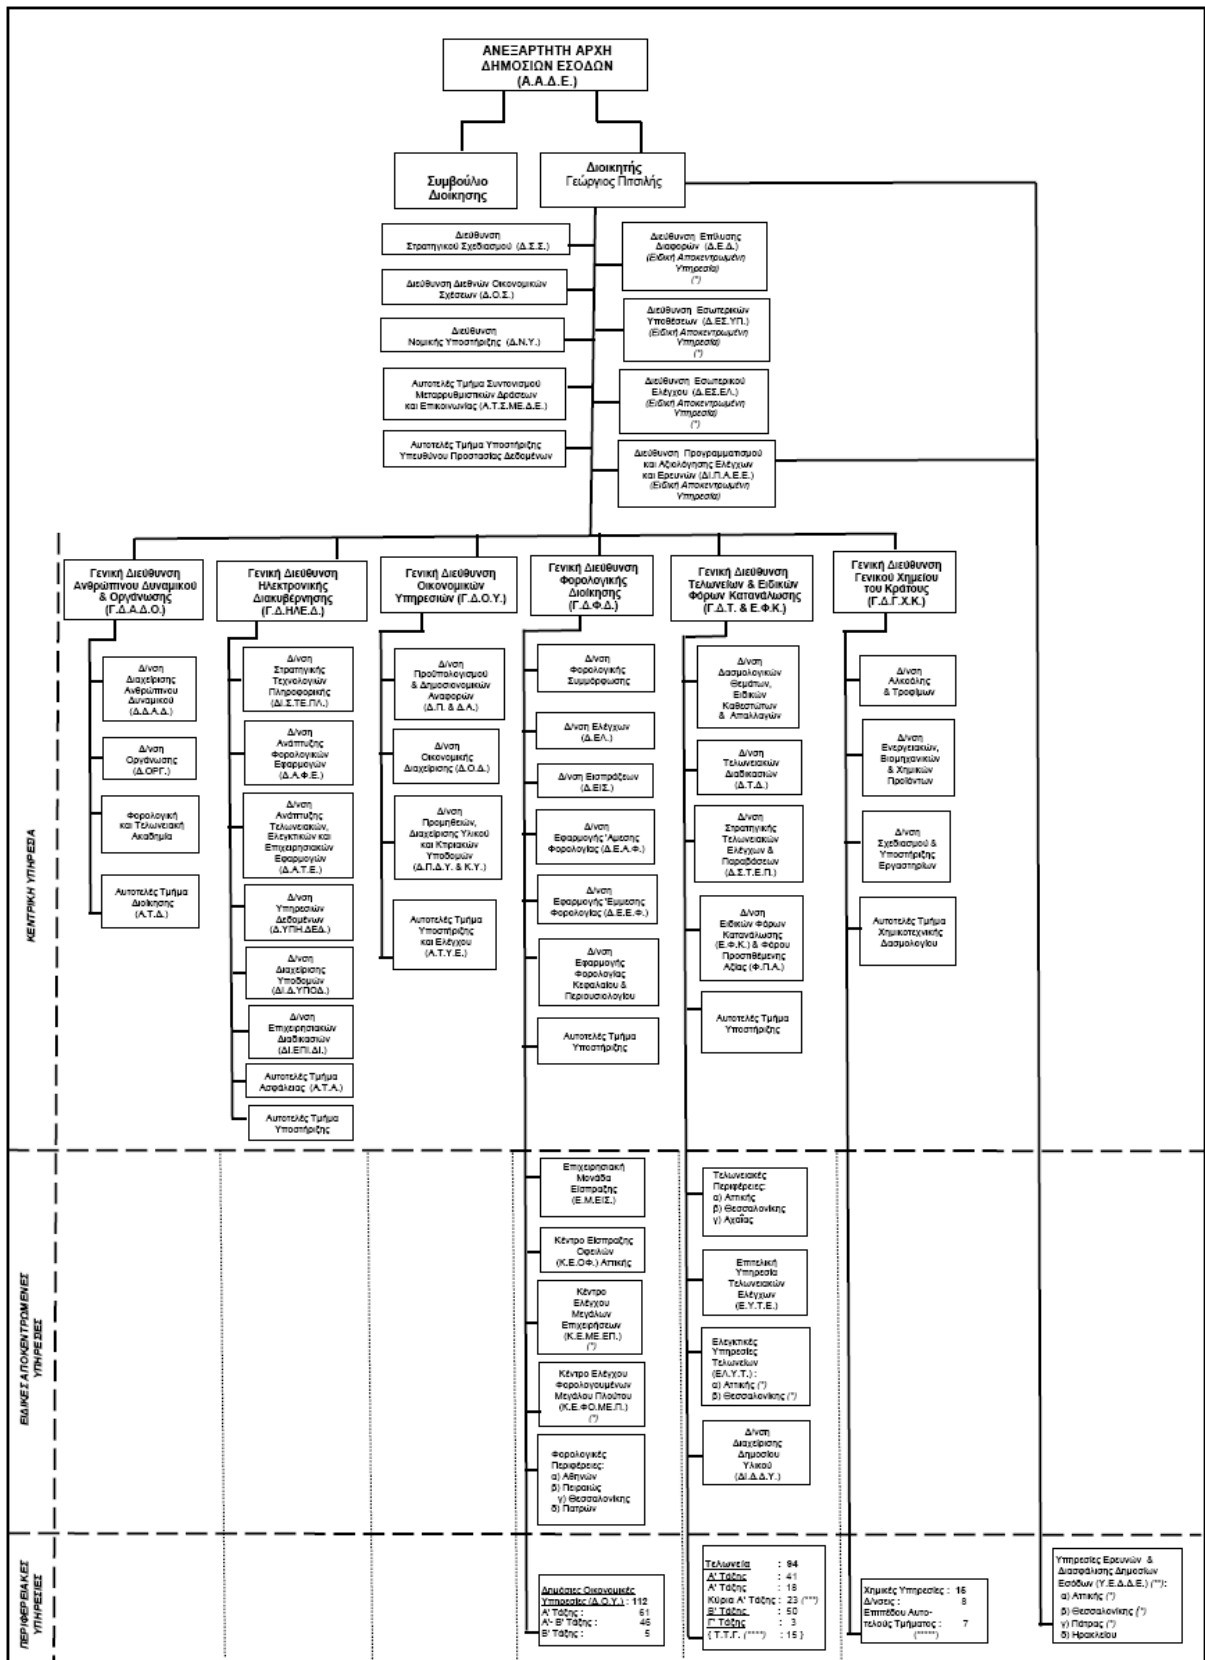 ΑΝΕΞΑΡΤΗΤΗ ΑΡΧΗ
ΔΗΜΟΣΙΩΝ ΕΣΟΔΩΝ
(Α.Α.Δ.Ε.)
Συμβούλιο
Διοίκησης
Διοικητής
Γεώργιος Πιτσιλής
Διεύθυνση
Στρατηγικού Σχεδιασμού (Δ.Σ.Σ.)
Διεύθυνση Διεθνών Οικονομικών
Σχέσεων (Δ.Ο.Σ.)
Διεύθυνση
Νομικής Υποστήριξης (Δ.Ν.Υ.)
Αυτοτελές Τμήμα Συντονισμού
Μεταρρυθμιστικών Δράσεων
και Επικοινωνίας (Α.Τ.Σ.ΜΕ.Δ.Ε.)
Αυτοτελές Τμήμα Υποστήριξης
Υπευθύνου Προστασίας Δεδομένων
Διεύθυνση Επίλυσης
Διαφορών (Δ.Ε.Δ.)
(Ειδική Αποκεντρωμένη
Υπηρεσία)
(*)
Διεύθυνση Εσωτερικών
Υποθέσεων (Δ.ΕΣ.ΥΠ.)
(Ειδική Αποκεντρωμένη
Υπηρεσία)
(*)
Διεύθυνση Εσωτερικού
Ελέγχου (Δ.ΕΣ.ΕΛ.)
(Ειδική Αποκεντρωμένη
Υπηρεσία)
(*)
Διεύθυνση Προγραμματισμού
και Αξιολόγησης Ελέγχων
και Ερευνών (ΔΙ.Π.Α.Ε.Ε.)
(Ειδική Αποκεντρωμένη
Υπηρεσία)
ΚΕΝΤΡΙΚΗ ΥΠΗΡΕΣΙΑ
Γενική Διεύθυνση
Ανθρώπινου Δυναμικού
& Οργάνωσης
(Γ.Δ.Α.Δ.Ο.)
Δ/νση
Διαχείρισης
Ανθρώπινου
Δυναμικού
(Δ.Δ.Α.Δ.)
Δ/νση
Οργάνωσης
(Δ.ΟΡΓ.)
Φορολογική
και Τελωνειακή
Ακαδημία
Αυτοτελές Τμήμα
Διοίκησης
(Α.Τ.Δ.)
Γενική Διεύθυνση
Ηλεκτρονικής
Διακυβέρνησης
(Γ.Δ.ΗΛΕ.Δ.)
Δ/νση
Στρατηγικής
Τεχνολογιών
Πληροφορικής
(ΔΙ.Σ.ΤΕ.ΠΛ.)
Δ/νση
Ανάπτυξης
Φορολογικών
Εφαρμογών
(Δ.Α.Φ.Ε.)
Δ/νση
Ανάπτυξης
Τελωνειακών,
Ελεγκτικών και
Επιχειρησιακών
Εφαρμογών
(Δ.Α.Τ.Ε.)
Δ/νση
Υπηρεσιών
Δεδομένων
(Δ.ΥΠΗ.ΔΕΔ.)
Δ/νση
Διαχείρισης
Υποδομών
(ΔΙ.Δ.ΥΠΟΔ.)
Δ/νση
Επιχειρησιακών
Διαδικασιών
(ΔΙ.ΕΠΙ.ΔΙ.)
Αυτοτελές Τμήμα
Ασφάλειας (Α.Τ.Α.)
Αυτοτελές Τμήμα
Υποστήριξης
Γενική Διεύθυνση
Οικονομικών
Υπηρεσιών (Γ.Δ.Ο.Υ.)
Δ/νση
Προϋπολογισμού
& Δημοσιονομικών
Αναφορών
(Δ.Π. & Δ.Α.)
Δ/νση
Οικονομικής
Διαχείρισης (Δ.Ο.Δ.)
Δ/νση
Προμηθειών,
Διαχείρισης Υλικού
και Κτιριακών
Υποδομών
(Δ.Π.Δ.Υ. & Κ.Υ.)
Αυτοτελές Τμήμα
Υποστήριξης
και Ελέγχου
(Α.Τ.Υ.Ε.)
Γενική Διεύθυνση
Φορολογικής
Διοίκησης
(Γ.Δ.Φ.Δ.)
Δ/νση
Φορολογικής
Συμμόρφωσης
Δ/νση Ελέγχων
(Δ.ΕΛ.)
Δ/νση Εισπράξεων
(Δ.ΕΙΣ.)
Δ/νση
Εφαρμογής Άμεσης
Φορολογίας (Δ.Ε.Α.Φ.)
Δ/νση
Εφαρμογής Έμμεσης
Φορολογίας (Δ.Ε.Ε.Φ.)
Δ/νση
Εφαρμογής
Φορολογίας
Κεφαλαίου &
Περιουσιολογίου
Αυτοτελές Τμήμα
Υποστήριξης
Γενική Διεύθυνση
Τελωνείων & Ειδικών
Φόρων Κατανάλωσης
(Γ.Δ.Τ. & Ε.Φ.Κ.)
Δ/νση
Δασμολογικών
Θεμάτων,
Ειδικών
Καθεστώτων
& Απαλλαγών
Δ/νση
Τελωνειακών
Διαδικασιών
(Δ.Τ.Δ.)
Δ/νση
Στρατηγικής
Τελωνειακών
Ελέγχων &
Παραβάσεων
(Δ.Σ.Τ.Ε.Π.)
Δ/νση
Ειδικών Φόρων
Κατανάλωσης
(Ε.Φ.Κ.) & Φόρου
Προστιθέμενης
Αξίας (Φ.Π.Α.)
Αυτοτελές Τμήμα
Υποστήριξης
Γενική Διεύθυνση
Γενικού Χημείου
του Κράτους
(Γ.Δ.Γ.Χ.Κ.)
Δ/νση
Αλκοόλης
& Τροφίμων
Δ/νση
Ενεργειακών,
Βιομηχανικών
& Χημικών
Προϊόντων
Δ/νση
Σχεδιασμού &
Υποστήριξης
Εργαστηρίων
Αυτοτελές Τμήμα
Χημικοτεχνικής
Δασμολογίου
ΕΙΔΙΚΕΣ ΑΠΟΚΕΝΤΡΩΜΕΝΕΣ
ΥΠΗΡΕΣΙΕΣ
Επιχειρησιακή
Μονάδα
Είσπραξης
(Ε.Μ.ΕΙΣ.)
Κέντρο Είσπραξης
Οφειλών
(Κ.Ε.ΟΦ.) Αττικής
Κέντρο
Ελέγχου
Μεγάλων
Επιχειρήσεων
(Κ.Ε.ΜΕ.ΕΠ.)
(*)
Κέντρο Ελέγχου
Φορολογουμένων
Μεγάλου Πλούτου
(Κ.Ε.ΦΟ.ΜΕ.Π.)
(*)
Φορολογικές
Περιφέρειες:
α) Αθηνών
β) Πειραιώς
γ) Θεσσαλονίκης
δ) Πατρών
Τελωνειακές
Περιφέρειες:
α) Αττικής
β) Θεσσαλονίκης
γ) Αχαΐας
Επιτελική
Υπηρεσία
Τελωνειακών
Ελέγχων
(Ε.Υ.Τ.Ε.)
Ελεγκτικές
Υπηρεσίες
Τελωνείων
(ΕΛ.Υ.Τ.) :
α) Αττικής (*)
β) Θεσσαλονίκης (*)
Δ/νση
Διαχείρισης
Δημοσίου
Υλικού
(ΔΙ.Δ.Δ.Υ.)
ΠΕΡΙΦΕΡΕΙΑΚΕΣ
ΥΠΗΡΕΣΙΕΣ
Δημόσιες Οικονομικές
Υπηρεσίες (Δ.Ο.Υ.) : 112
Α' Τάξης : 61
Α'- Β' Τάξης : 46
Β' Τάξης : 5
Τελωνεία : 94
Α' Τάξης : 41
Α' Τάξης : 18
Κύρια Α' Τάξης : 23 (***)
Β' Τάξης : 50
Γ' Τάξης : 3
{ Τ.Τ.Γ. (****) : 15 }
Χημικές Υπηρεσίες : 15
Δ/νσεις : 8
Επιπέδου Αυτο-
τελούς Τμήματος : 7
(*****)
Υπηρεσίες Ερευνών &
Διασφάλισης Δημοσίων
Εσόδων (Υ.Ε.Δ.Δ.Ε.) (**):
α) Αττικής (*)
β) Θεσσαλονίκης (*)
γ) Πάτρας (*)
δ) Ηρακλείου